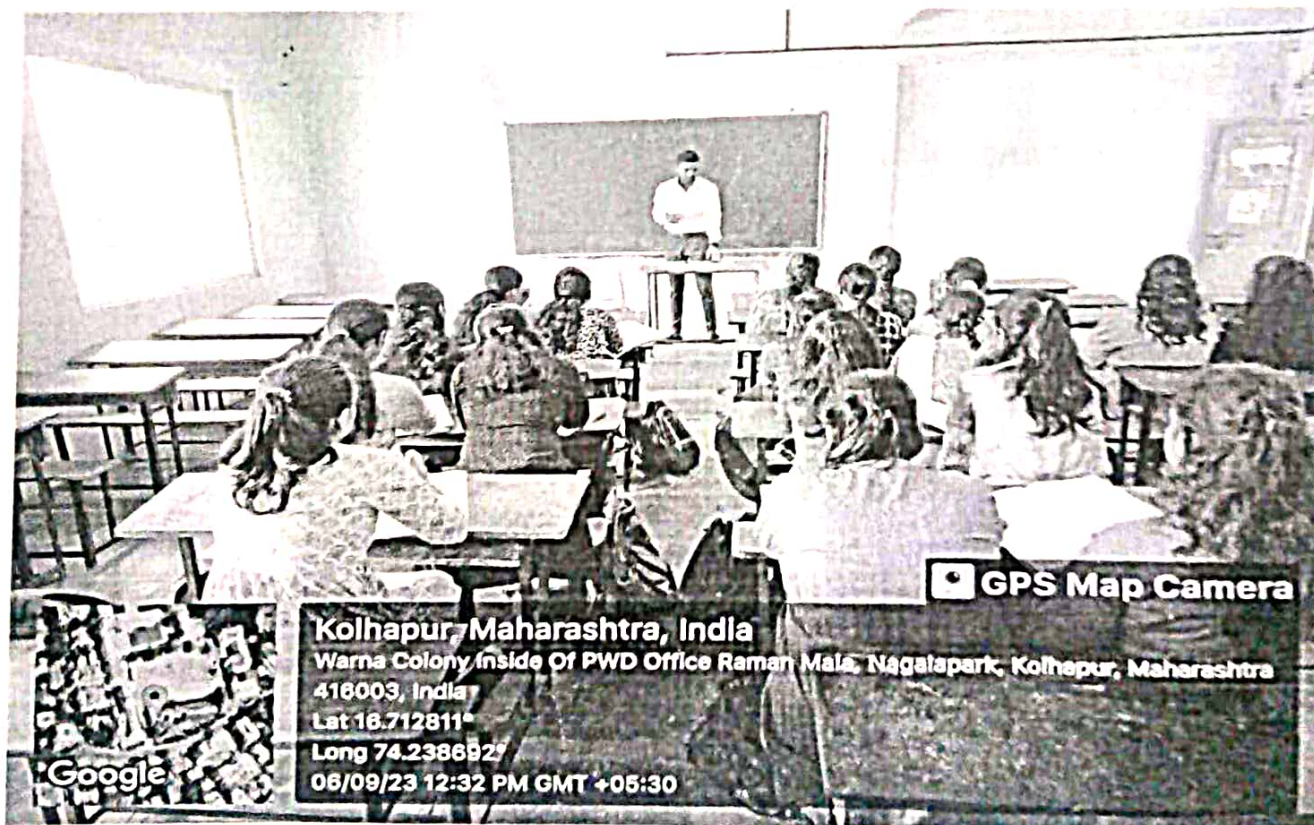 GPS Map Camera
Kolhapur, Maharashtra, India
Warna Colony Inside Of PWD Office Raman Mala, Nagalapark, Kolhapur, Maharashtra
416003, India
Lat 16.712811°
Long 74.238692°
06/09/23 12:32 PM GMT +05:30
Google